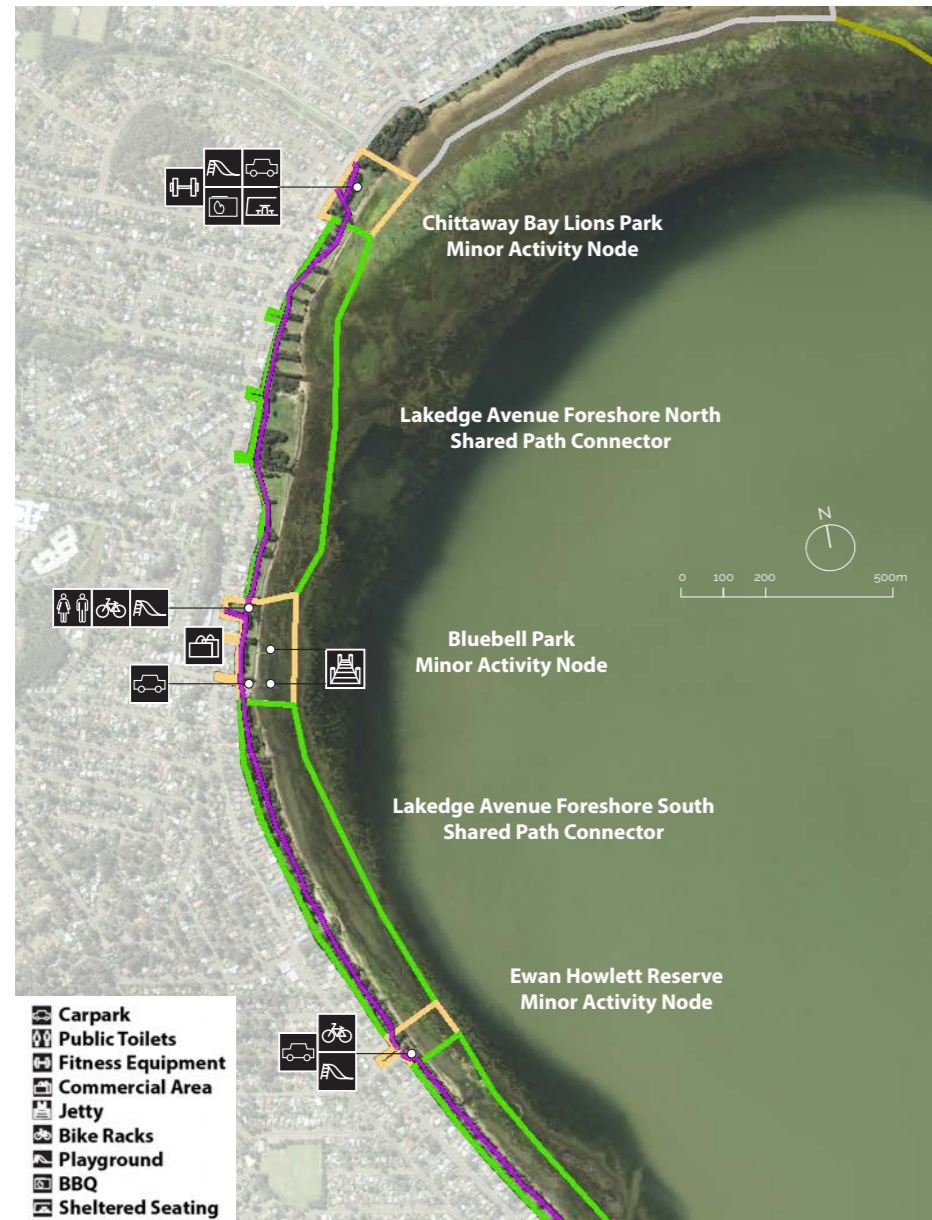 Chittaway Bay Lions Park
Minor Activity Node
Lakedge Avenue Foreshore North
Shared Path Connector
N
0 100 200 500m
Bluebell Park
Minor Activity Node
Lakedge Avenue Foreshore South
Shared Path Connector
Ewan Howlett Reserve
Minor Activity Node
Carpark
Public Toilets
Fitness Equipment
Commercial Area
Jetty
Bike Racks
Playground
BBQ
Sheltered Seating